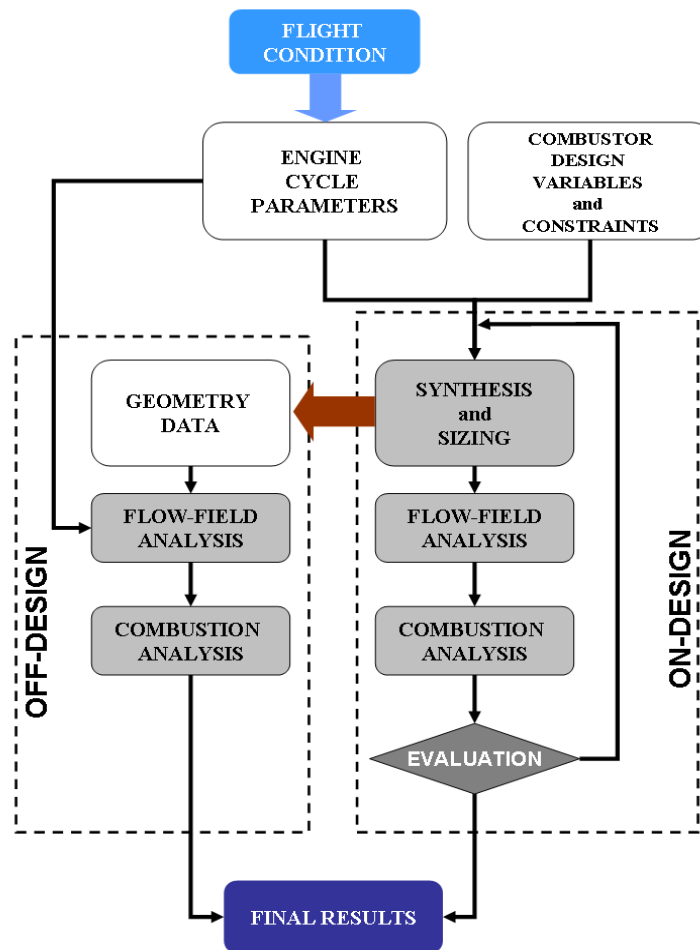 FLIGHT
CONDITION
ENGINE
CYCLE
PARAMETERS
COMBUSTOR
DESIGN
VARIABLES
and
CONSTRAINTS
GEOMETRY
DATA
SYNTHESIS
and
SIZING
FLOW-FIELD
ANALYSIS
FLOW-FIELD
ANALYSIS
COMBUSTION
ANALYSIS
COMBUSTION
ANALYSIS
OFF-DESIGN
ON-DESIGN
EVALUATION
FINAL RESULTS